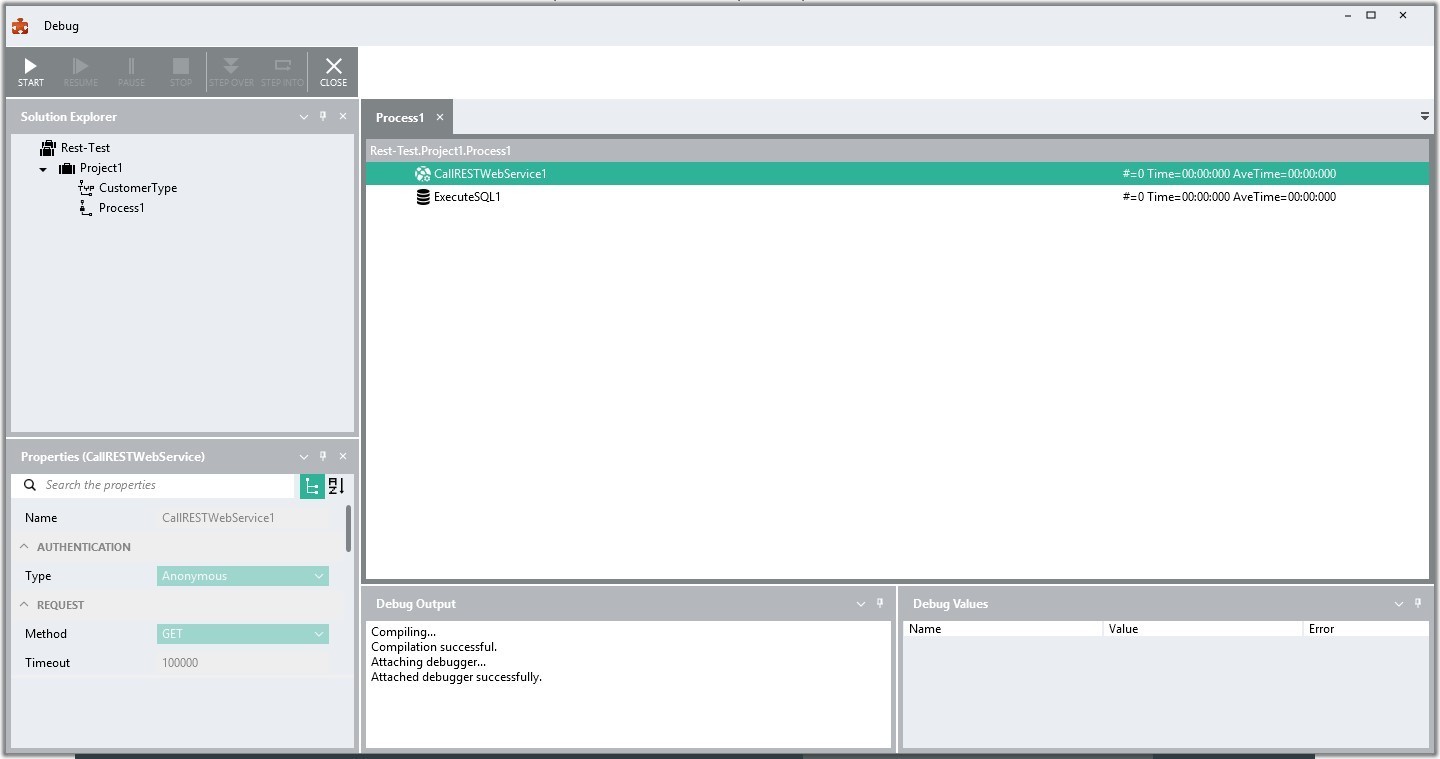 Debug
START RESUME PAUSE STOP STEP OVER STEP INTO CLOSE
Solution Explorer
Rest-Test
Project1
CustomerType
Process1
Properties (CallRESTWebService)
Search the properties
Name CallRESTWebService1
AUTHENTICATION
Type Anonymous
REQUEST
Method GET
Timeout 100000
Process1
Rest-Test.Project1.Process1
CallRESTWebService1 #=0 Time=00:00:000 AveTime=00:00:000
ExecuteSQL1 #=0 Time=00:00:000 AveTime=00:00:000
Debug Output
Compiling...
Compilation successful.
Attaching debugger...
Attached debugger successfully.
Debug Values
Name Value Error